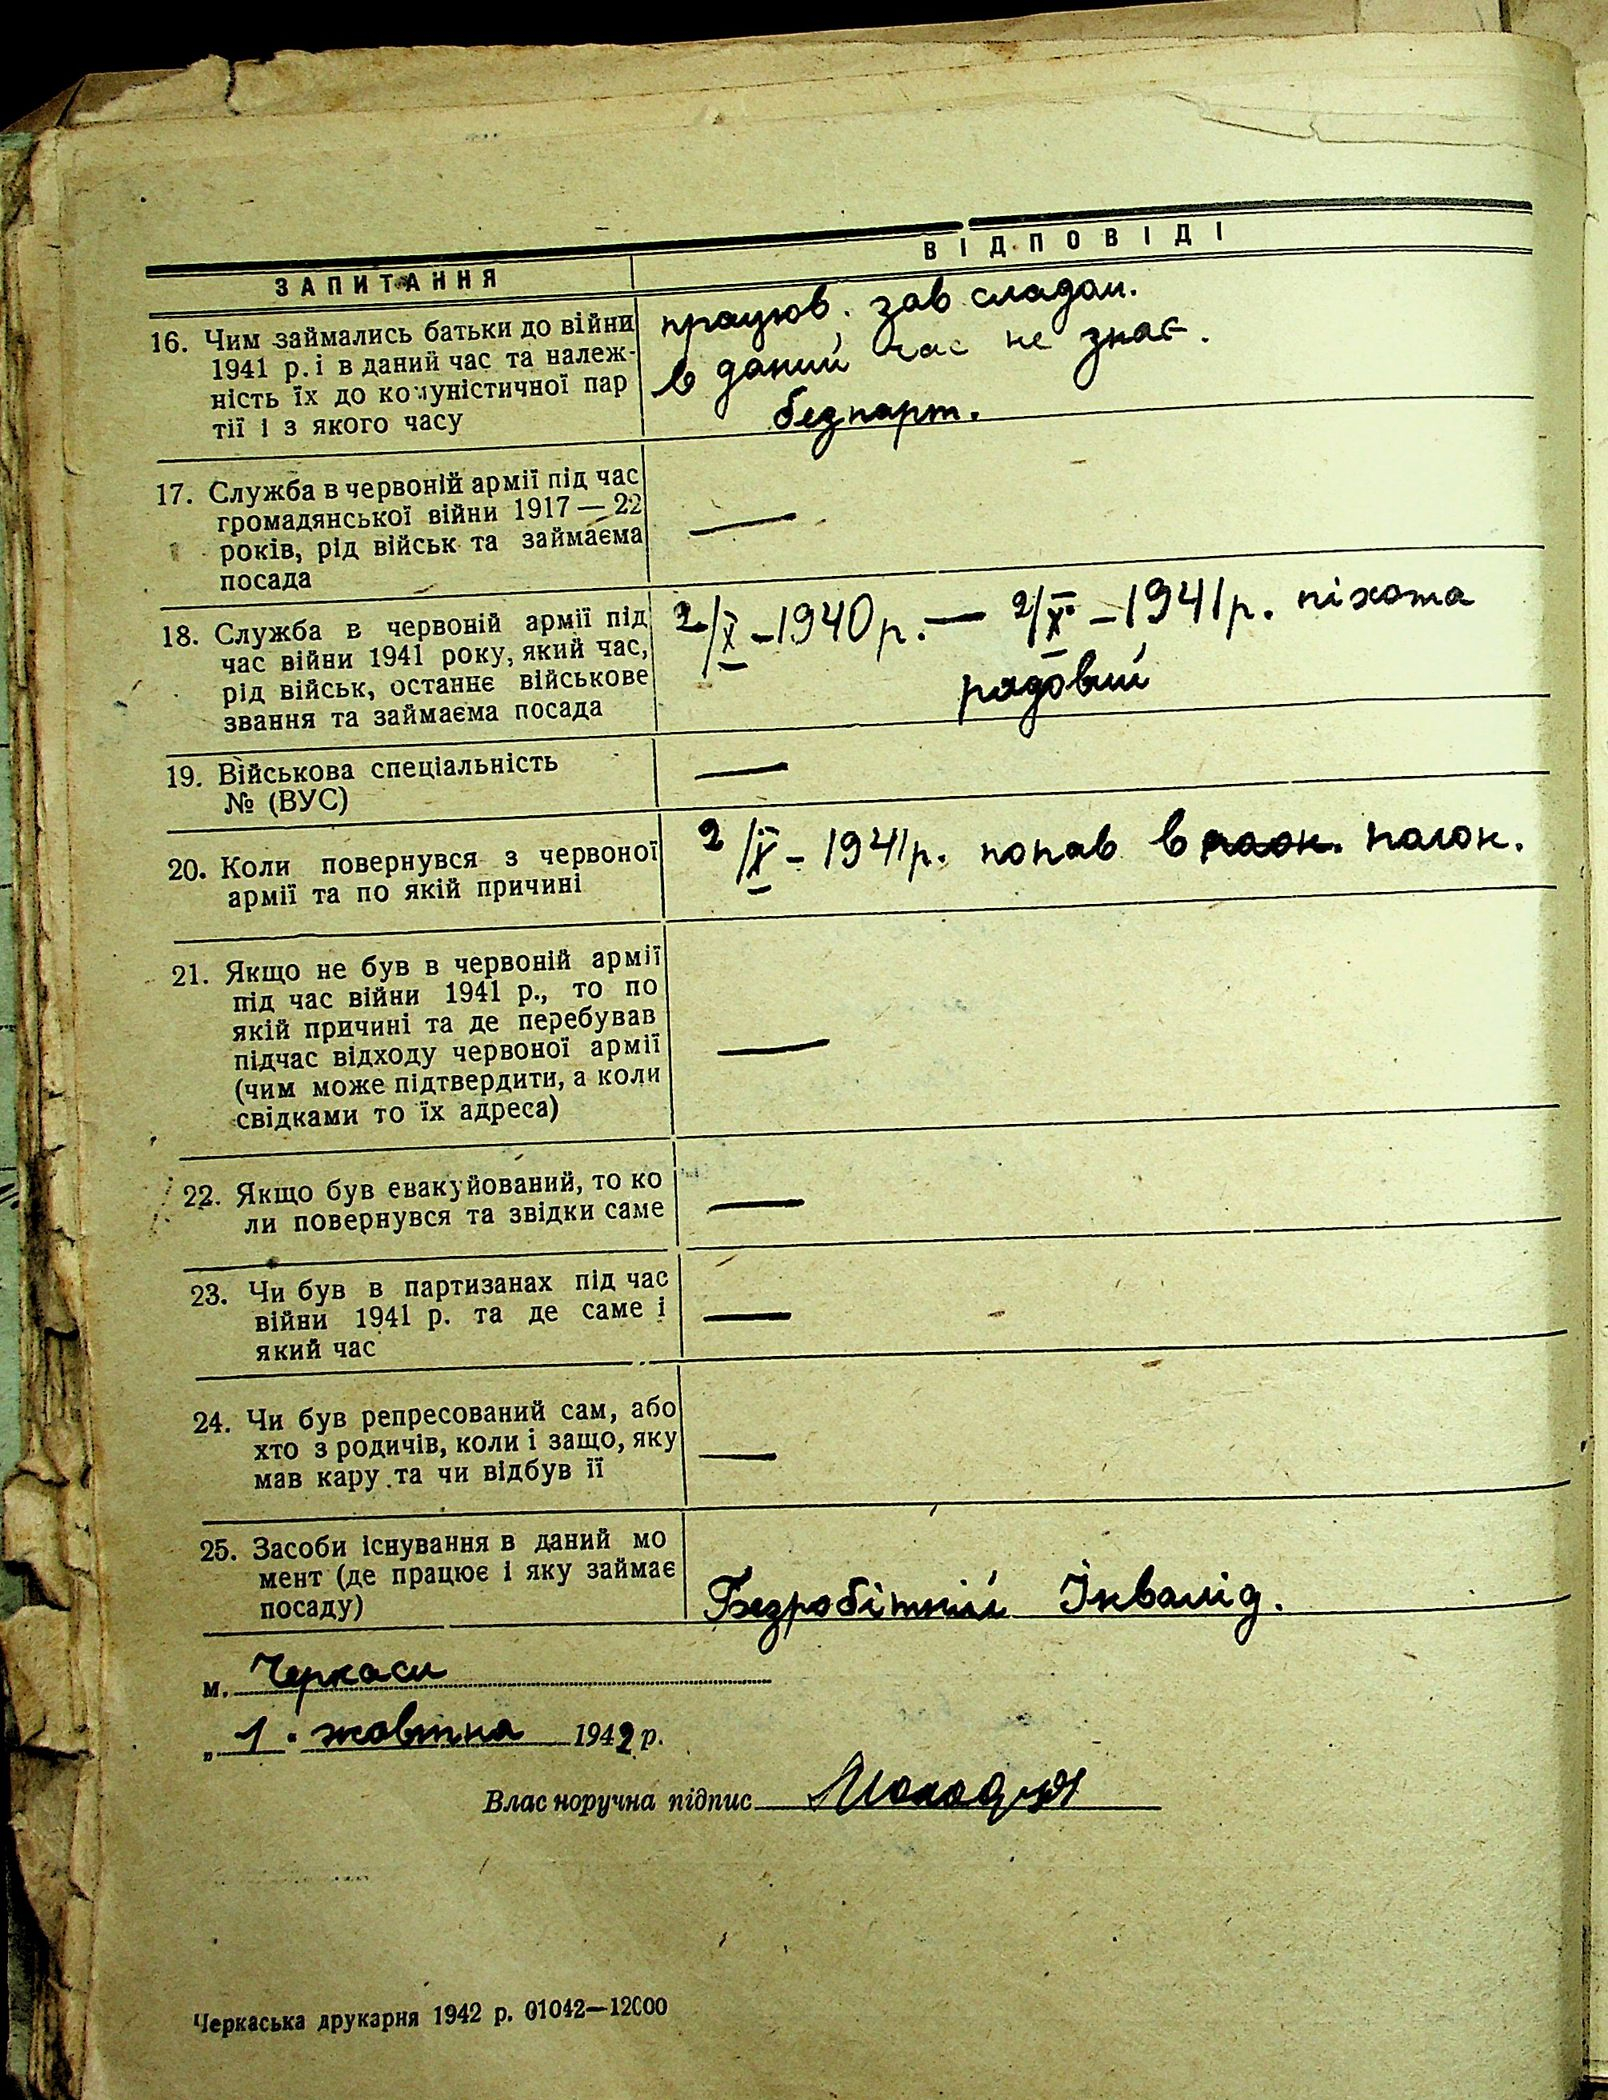 ЗАПИТАННЯ
ВІДПОВІДІ
16. Чим займались батьки до війни
1941 р. і в даний час та належ-
ність їх до комуністичної пар
тії і з якого часу
працюв. зав складом.
в даний час не знає.
безпарт.
17. Служба в червоній армії під час
громадянської війни 1917—22
років, рід військ та займаєма
посада
—
18. Служба в червоній армії під
час війни 1941 року, який час,
рід військ, останнє військове
звання та займаєма посада
2/X-1940р.— 2/X-1941р. піхота
рядовий
19. Військова спеціальність
№ (ВУС)
—
20. Коли повернувся з червоної
армії та по якій причині
2/X-1941р. попав в полон.
21. Якщо не був в червоній армії
під час війни 1941 р., то по
якій причині та де перебував
підчас відходу червоної армії
(чим може підтвердити, а коли
свідками то їх адреса)
—
22. Якщо був евакуйований, то ко
ли повернувся та звідки саме
—
23. Чи був в партизанах під час
війни 1941 р. та де саме і
який час
—
24. Чи був репресований сам, або
хто з родичів, коли і защо, яку
мав кару та чи відбув її
—
25. Засоби існування в даний мо
мент (де працює і яку займає
посаду)
Безробітній Інвалід.
м. Черкаси
„ 1 " жовтня 1942 р.
Власноручна підпис
Черкаська друкарня 1942 р. 01042—12000